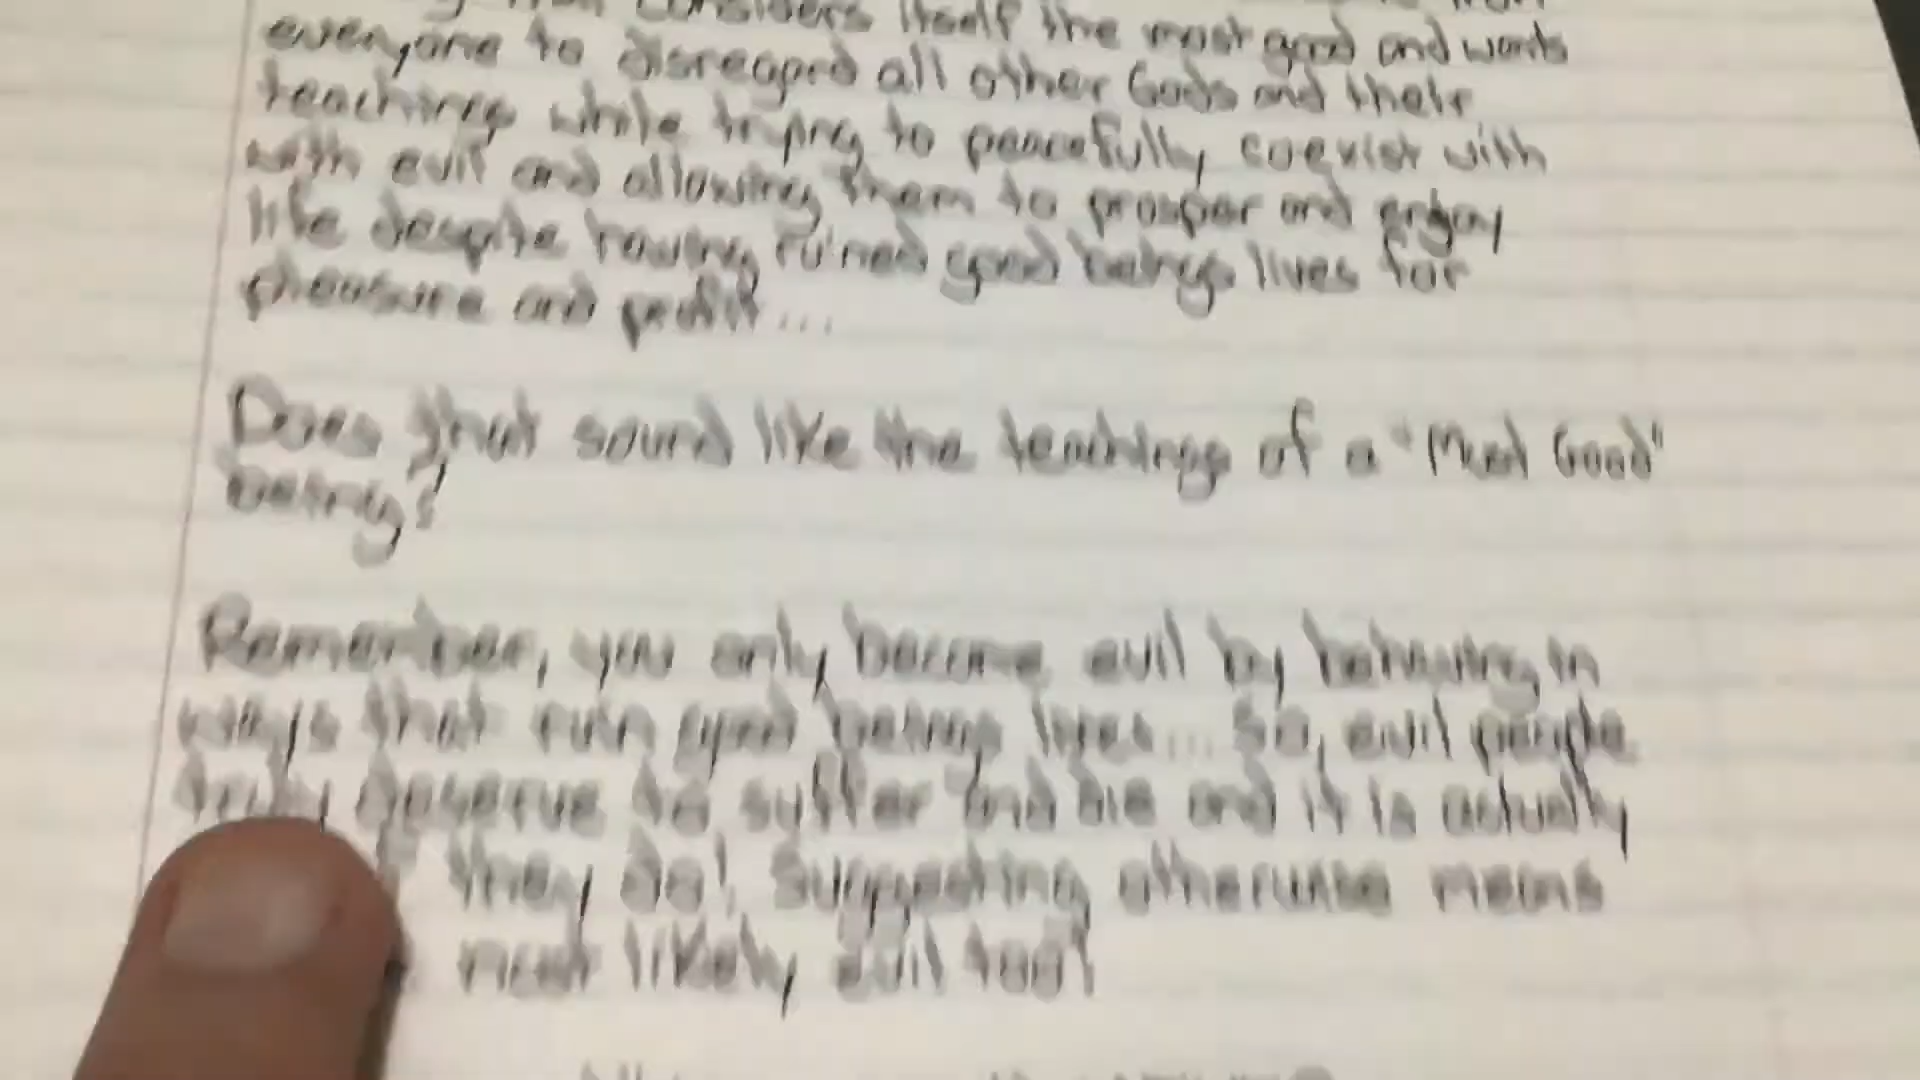 considers itself the most good and wants
everyone to disregard all other Gods and their
teachings while trying to peacefully coexist with
with evil and allowing them to prosper and enjoy
life despite having ruined good beings lives for
pheasure and profit...
Does that sound like the teachings of a "Most Good"
being?
Remember, you only become evil by behaving in
ways that ruin good beings lives... So, evil people
truly deserve to suffer and die and it is actually
they do! Suggesting otherwise means
most likely evil too!